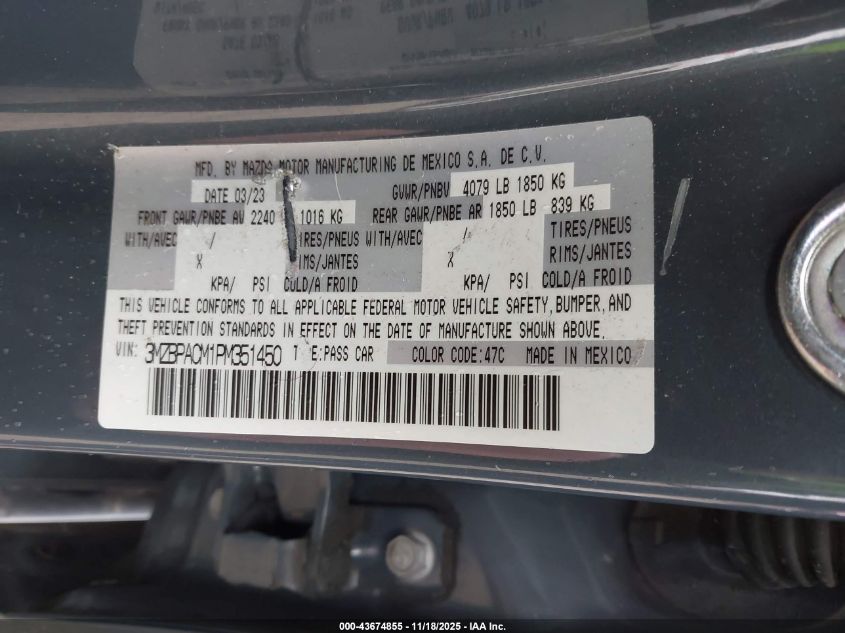 MFD. BY MAZDA MOTOR MANUFACTURING DE MEXICO S.A. DE C.V.
DATE 03/23 GVWR/PNBV 4079 LB 1850 KG
FRONT GAWR/PNBE AV 2240 1016 KG REAR GAWR/PNBE AR 1850 LB 839 KG
WITH/AVEC / TIRES/PNEUS WITH/AVEC / TIRES/PNEUS
X RIMS/JANTES X RIMS/JANTES
KPA/ PSI COLD/A FROID KPA/ PSI COLD/A FROID
THIS VEHICLE CONFORMS TO ALL APPLICABLE FEDERAL MOTOR VEHICLE SAFETY, BUMPER, AND
THEFT PREVENTION STANDARDS IN EFFECT ON THE DATE OF MANUFACTURE SHOWN ABOVE.
VIN: 3MZBPACM1PM351450 T E:PASS CAR COLOR CODE:47C MADE IN MEXICO
000-43674855 - 11/18/2025 - IAA Inc.